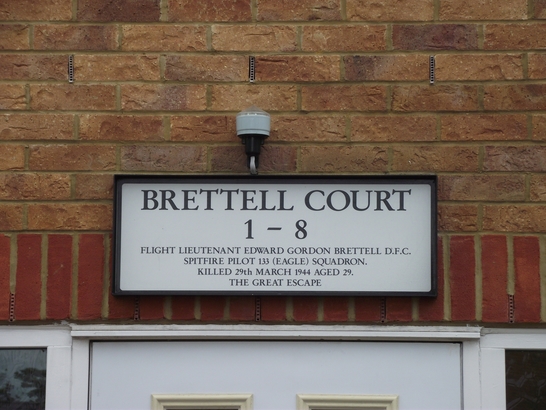 BRETTELL COURT
1 – 8
FLIGHT LIEUTENANT EDWARD GORDON BRETTELL D.F.C.
SPITFIRE PILOT 133 (EAGLE) SQUADRON.
KILLED 29th MARCH 1944 AGED 29.
THE GREAT ESCAPE